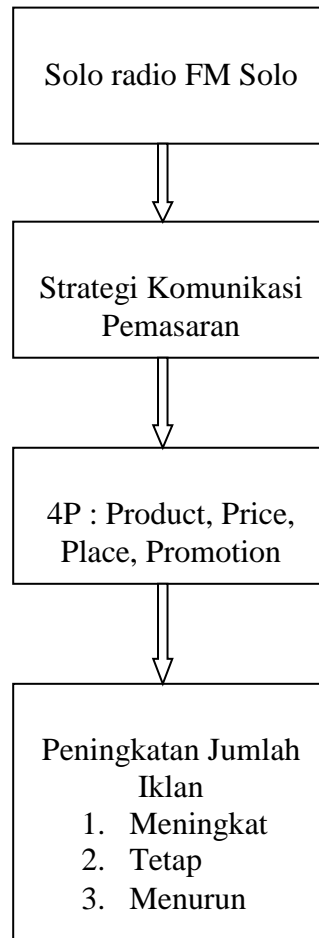 Solo radio FM Solo
Strategi Komunikasi
Pemasaran
4P : Product, Price,
Place, Promotion
Peningkatan Jumlah
Iklan
1. Meningkat
2. Tetap
3. Menurun